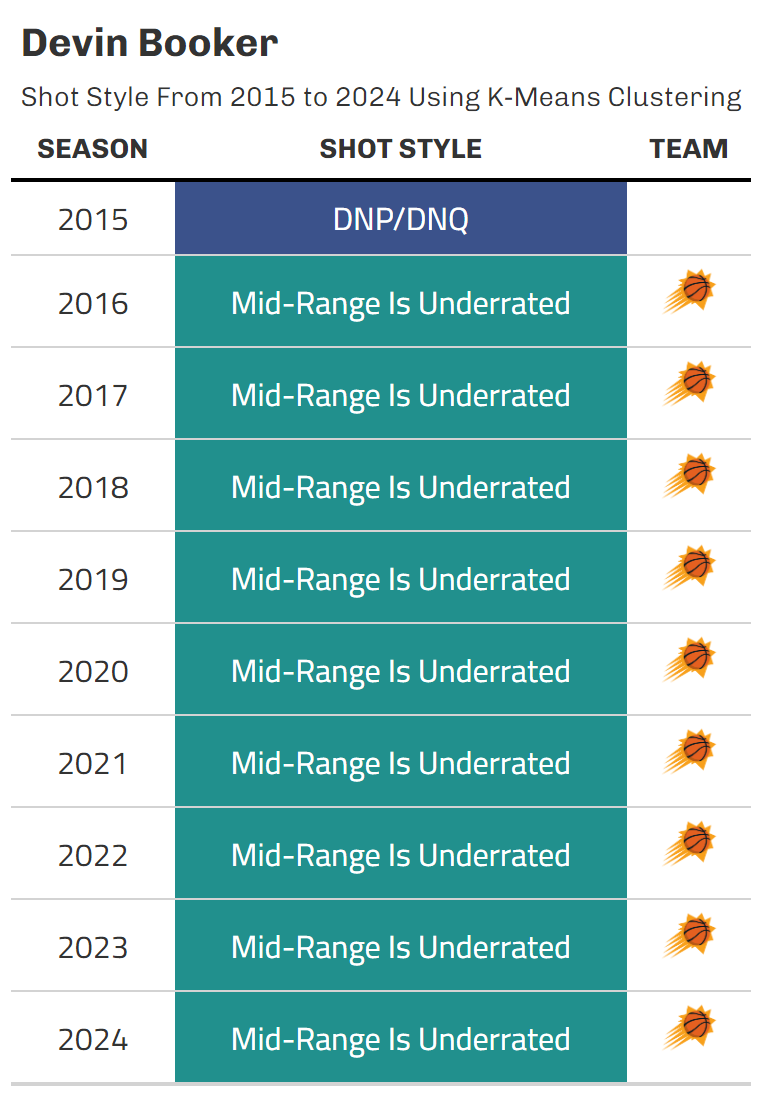 Devin Booker
Shot Style From 2015 to 2024 Using K-Means Clustering
SEASON SHOT STYLE TEAM
2015 DNP/DNQ
2016 Mid-Range Is Underrated
2017 Mid-Range Is Underrated
2018 Mid-Range Is Underrated
2019 Mid-Range Is Underrated
2020 Mid-Range Is Underrated
2021 Mid-Range Is Underrated
2022 Mid-Range Is Underrated
2023 Mid-Range Is Underrated
2024 Mid-Range Is Underrated